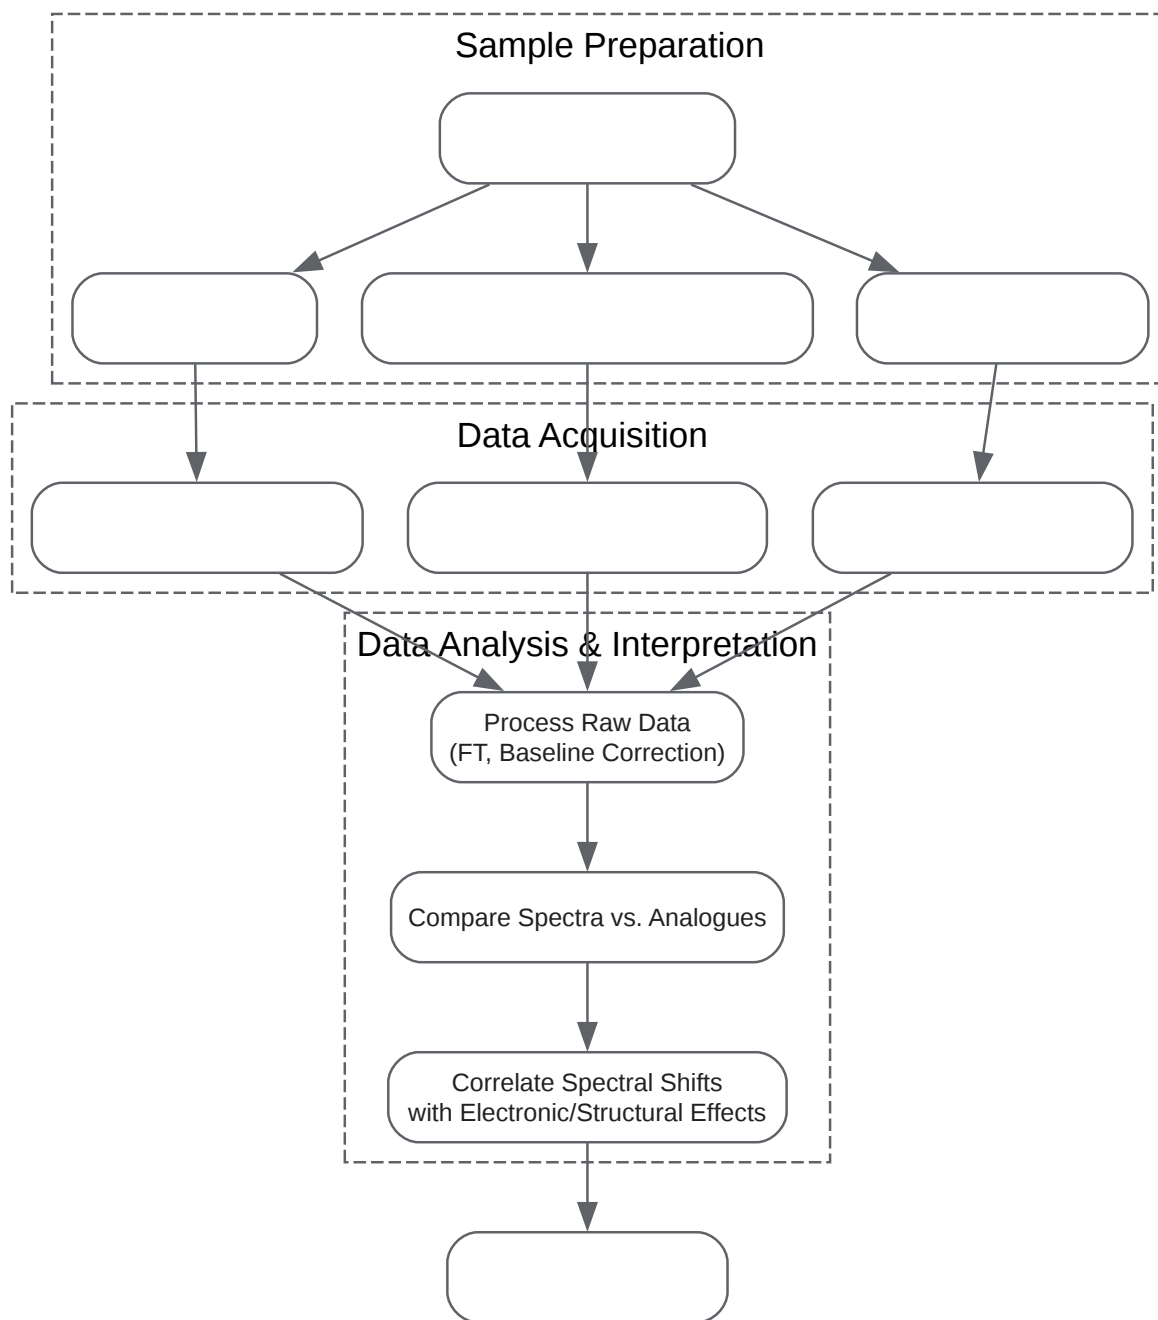 Sample Preparation
Data Acquisition
Data Analysis & Interpretation
Process Raw Data
(FT, Baseline Correction)
Compare Spectra vs. Analogues
Correlate Spectral Shifts
with Electronic/Structural Effects